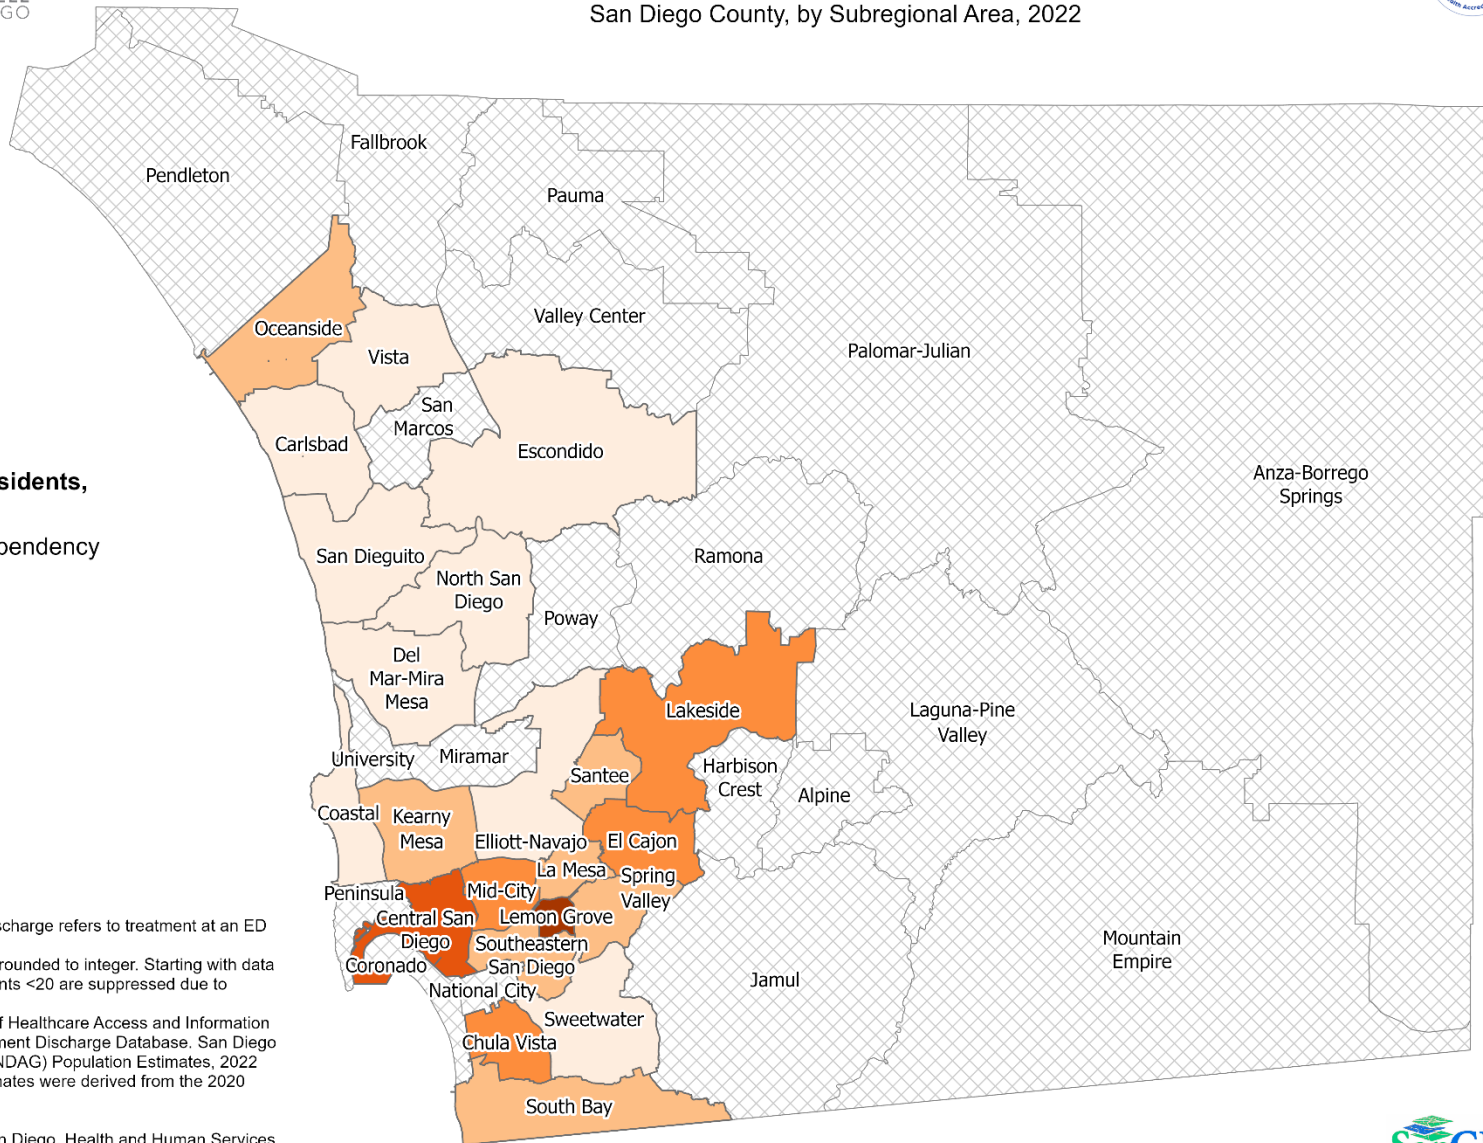 GO
San Diego County, by Subregional Area, 2022
Fallbrook
Pendleton
Pauma
Valley Center
Oceanside
Vista
Palomar-Julian
San
Marcos
Carlsbad
Escondido
Anza-Borrego
Springs
sidents,
pendency
San Dieguito
Ramona
North San
Diego
Poway
Del
Mar-Mira
Mesa
Lakeside
Laguna-Pine
Valley
University
Miramar
Santee
Harbison
Crest
Alpine
Coastal
Kearny
Mesa
Elliott-Navajo
El Cajon
La Mesa
Spring
Valley
Peninsula
Mid-City
Central San
Diego
Lemon Grove
Southeastern
San Diego
Coronado
National City
Jamul
Mountain
Empire
Sweetwater
Chula Vista
South Bay
scharge refers to treatment at an ED
rounded to integer. Starting with data
nts <20 are suppressed due to
f Healthcare Access and Information
ment Discharge Database. San Diego
NDAG) Population Estimates, 2022
mates were derived from the 2020
n Diego, Health and Human Services